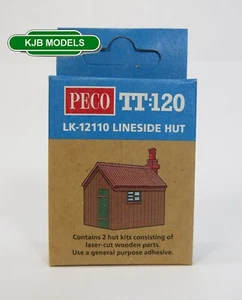 KJB MODELS
PECO TT:120
LK-12110 LINESIDE HUT
Contains 2 hut kits consisting of
laser-cut wooden parts.
Use a general purpose adhesive.